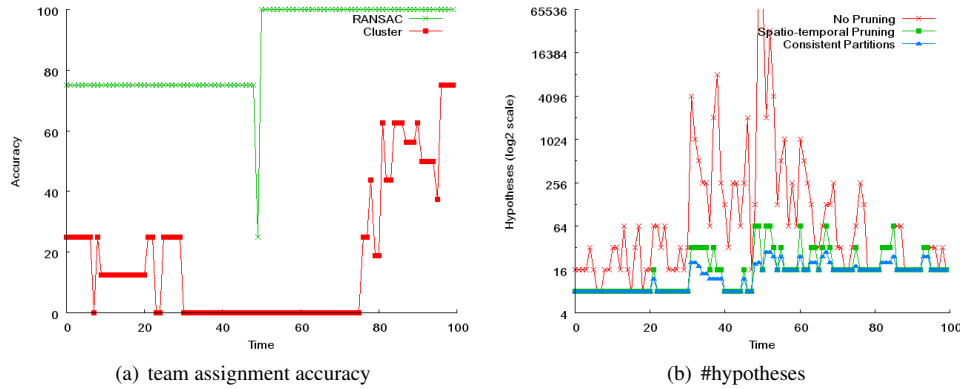 RANSAC
Cluster
100
80
60
40
20
0
Accuracy
0 20 40 60 80 100
Time
(a) team assignment accuracy
No Pruning
Spatio-temporal Pruning
Consistent Partitions
65536
16384
4096
1024
256
64
16
4
Hypotheses (log2 scale)
0 20 40 60 80 100
Time
(b) #hypotheses